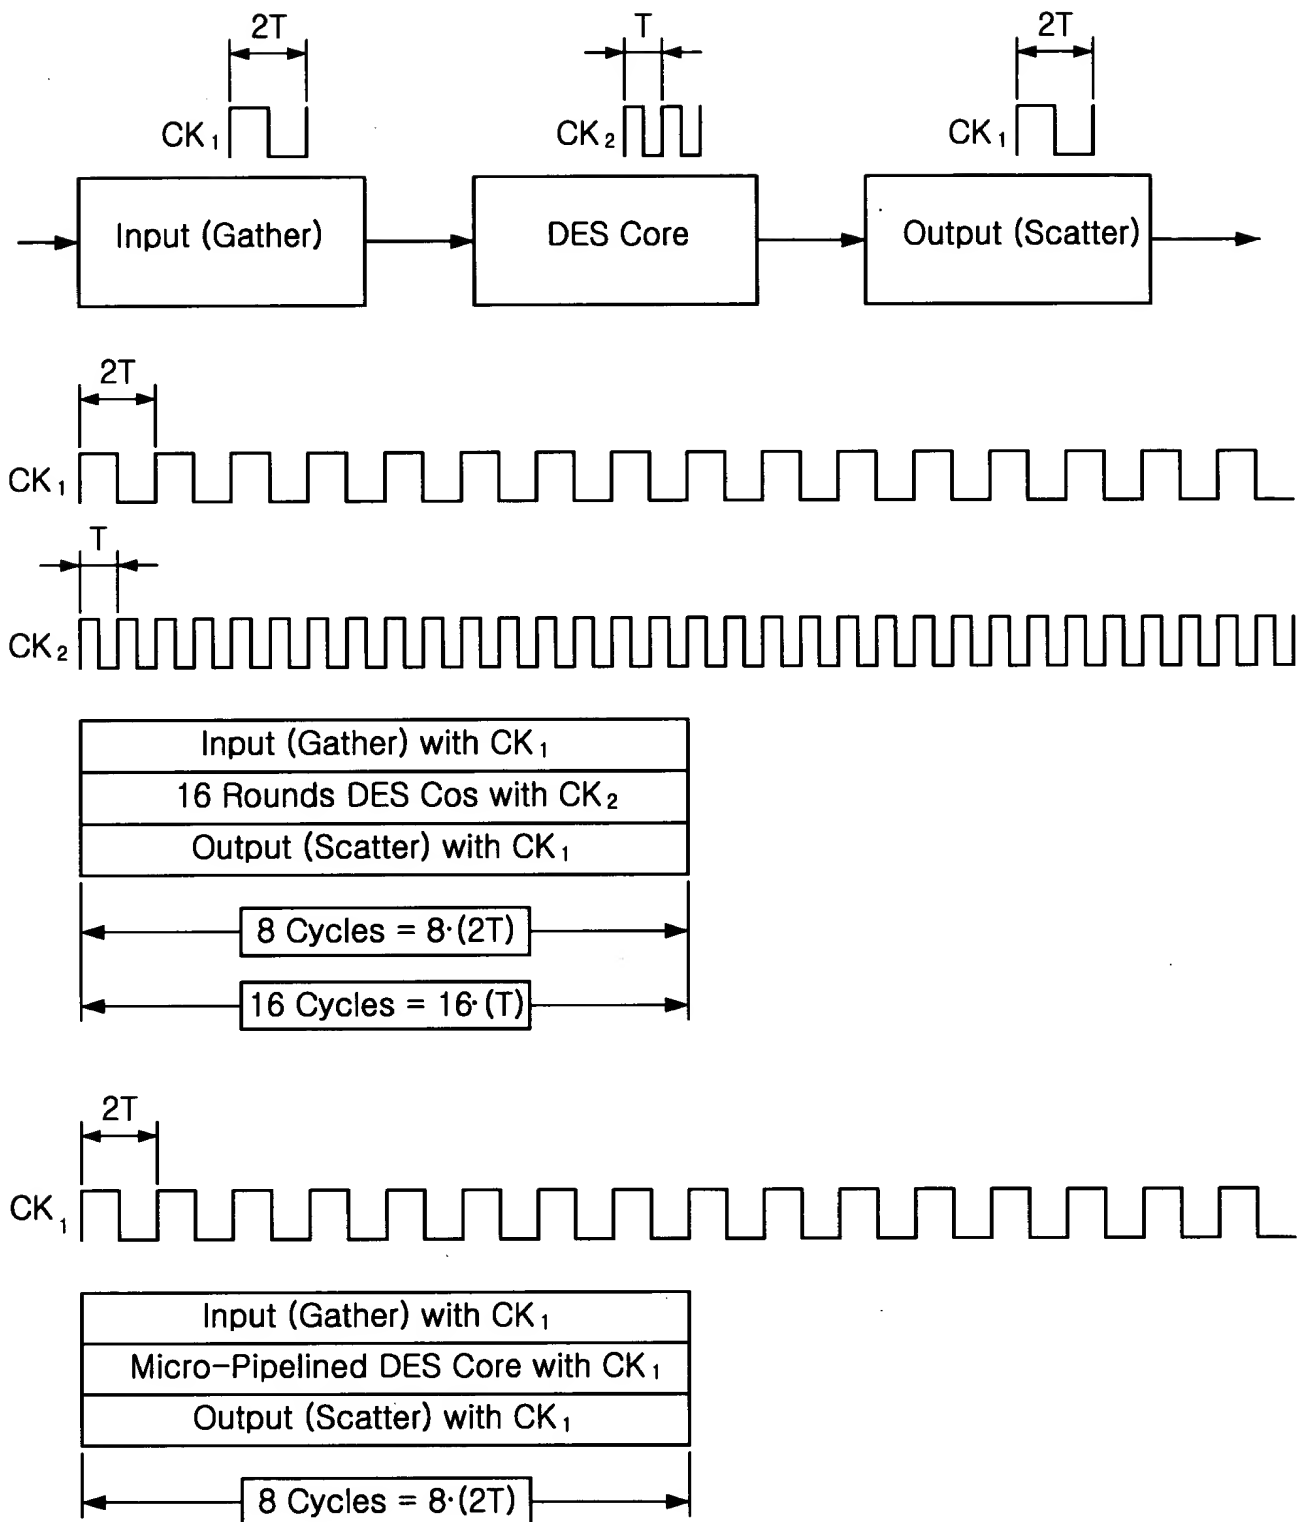 2T
T
2T
CK1
CK2
CK1
Input (Gather)
DES Core
Output (Scatter)
2T
CK1
T
CK2
Input (Gather) with CK1
16 Rounds DES Cos with CK2
Output (Scatter) with CK1
8 Cycles = 8·(2T)
16 Cycles = 16·(T)
2T
CK1
Input (Gather) with CK1
Micro-Pipelined DES Core with CK1
Output (Scatter) with CK1
8 Cycles = 8·(2T)